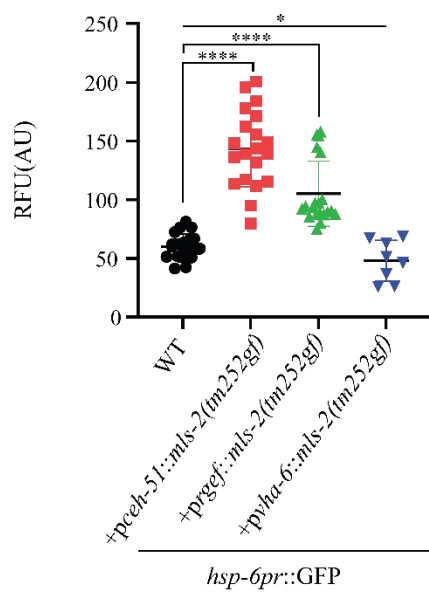 250
*
****
****
200
150
100
50
0
RFU(AU)
WT
+pceh-51::mls-2(tm252gf)
+prgef::mls-2(tm252gf)
+pvha-6::mls-2(tm252gf)
hsp-6pr::GFP